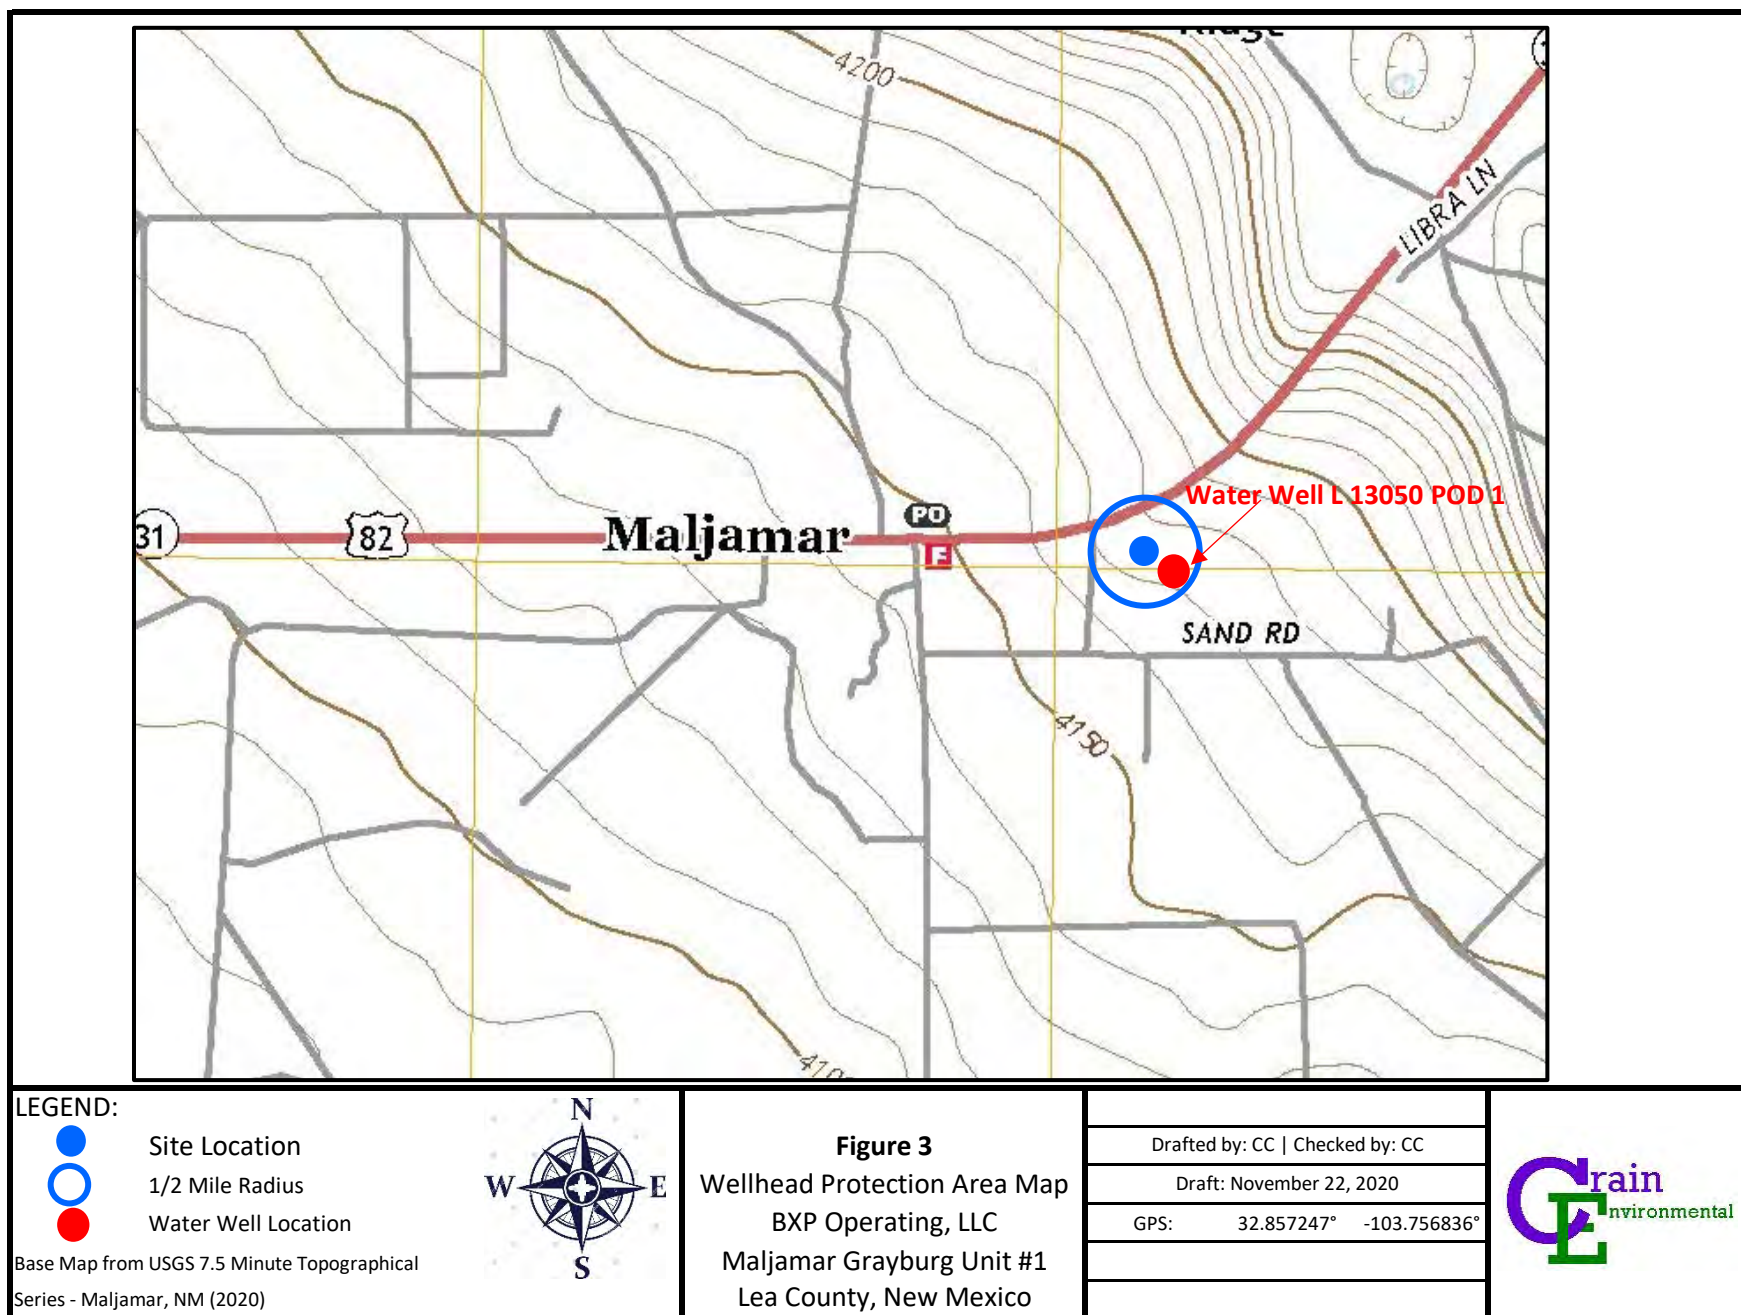 4200
LIBRA LN
Water Well L 13050 POD 1
31
82
Maljamar
PO
F
SAND RD
4150
LEGEND:
Site Location
1/2 Mile Radius
Water Well Location
Base Map from USGS 7.5 Minute Topographical
Series - Maljamar, NM (2020)
N
W
E
S
Figure 3
Wellhead Protection Area Map
BXP Operating, LLC
Maljamar Grayburg Unit #1
Lea County, New Mexico
Drafted by: CC | Checked by: CC
Draft: November 22, 2020
GPS: 32.857247° -103.756836°
Crain
Environmental